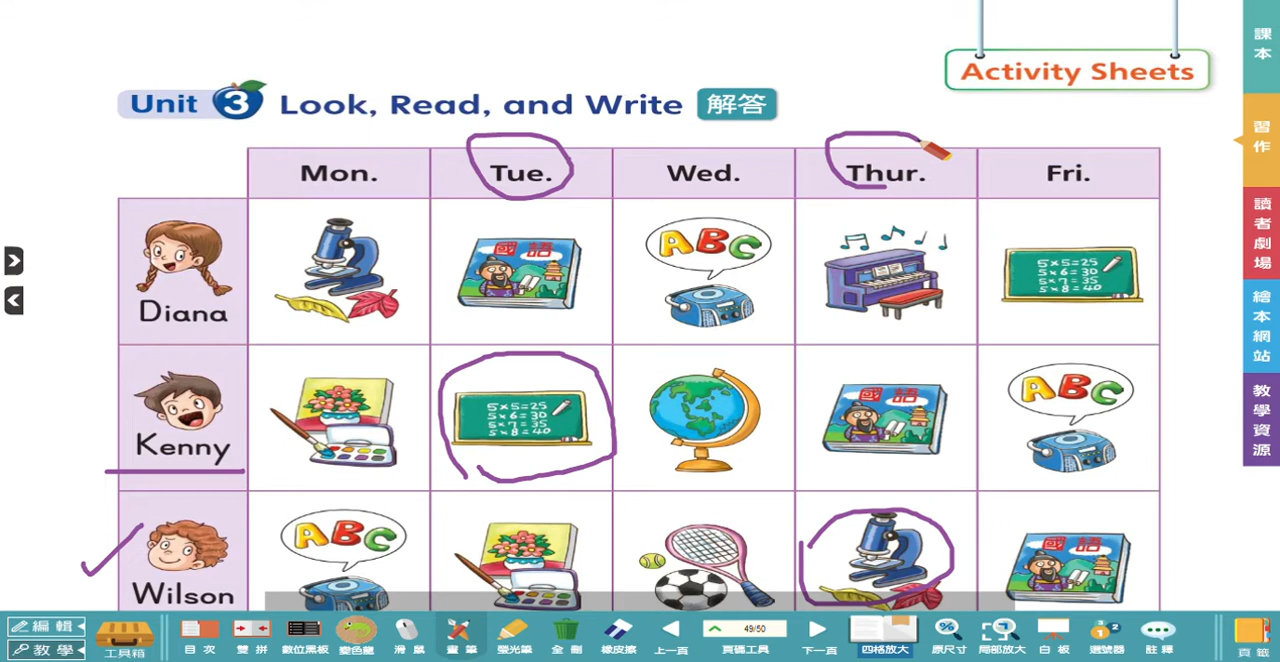 Activity Sheets
Unit 3 Look, Read, and Write 解答
Mon. Tue. Wed. Thur. Fri.
Diana
國語
ABC
5×5=25
5×6=30
5×7=35
5×8=40
Kenny
5×5=25
5×6=30
5×7=35
5×8=40
國語
ABC
Wilson
ABC
國語
課本
習作
讀者劇場
繪本網站
教學資源
編輯
教學
工具箱
目次
雙拼
數位黑板
變色龍
滑鼠
畫筆
螢光筆
全刪
橡皮擦
上一頁
49/50
頁碼工具
下一頁
四格放大
%
原尺寸
局部放大
白板
1
2
3
選號器
註釋
頁籤